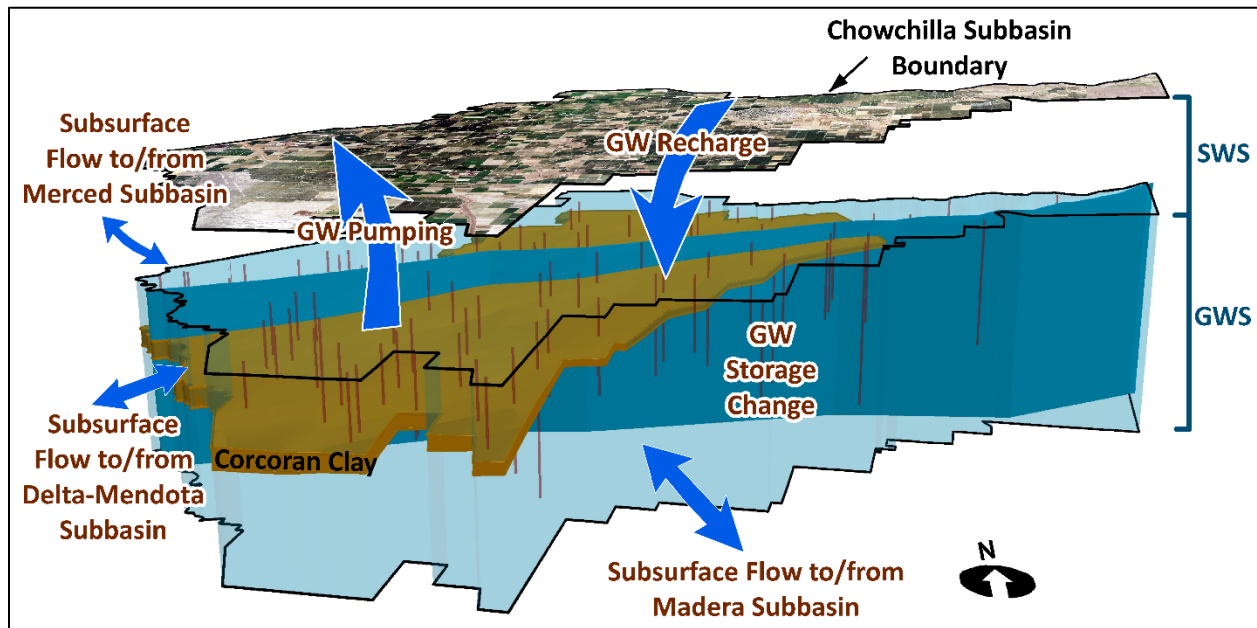 Chowchilla Subbasin
Boundary
Subsurface
Flow to/from
Merced Subbasin
GW Recharge
SWS
GW Pumping
GWS
GW
Storage
Change
Subsurface
Flow to/from
Delta-Mendota
Subbasin
Corcoran Clay
Subsurface Flow to/from
Madera Subbasin
N